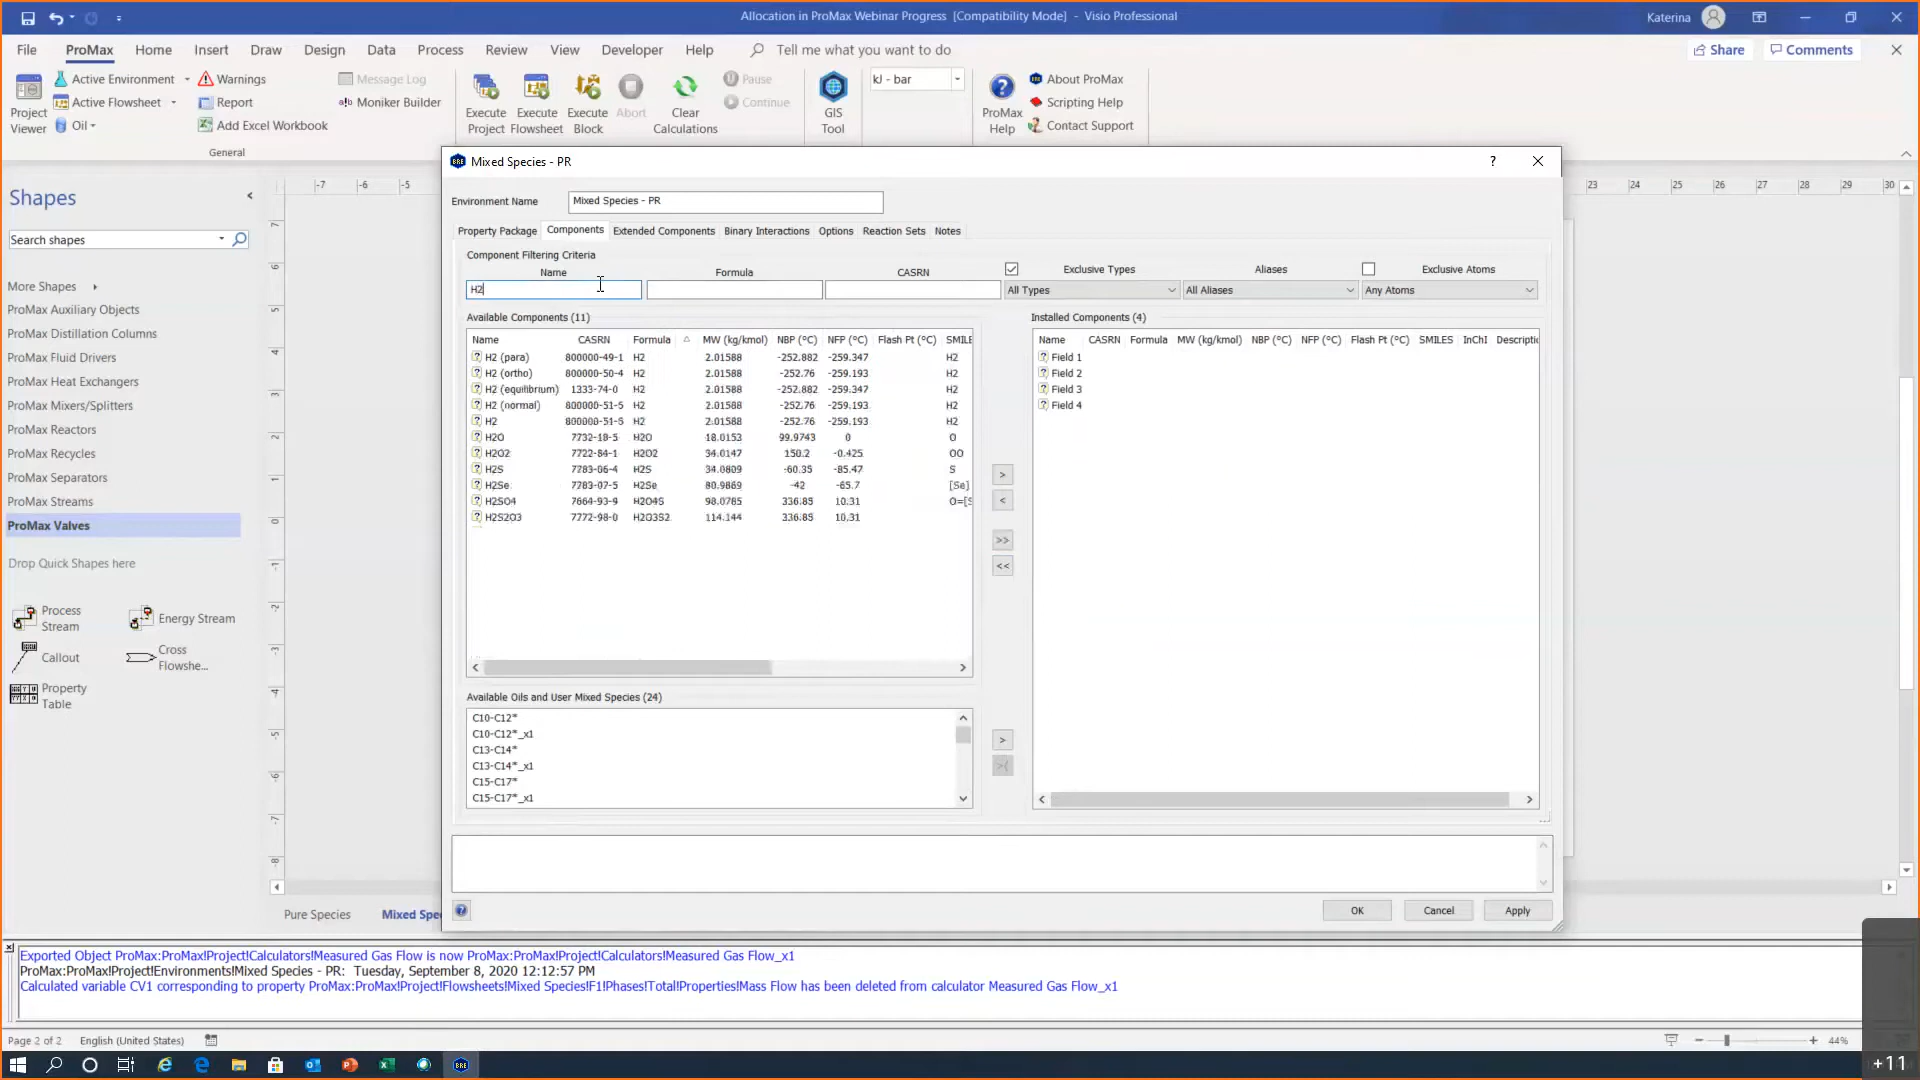 Allocation in ProMax Webinar Progress [Compatibility Mode] - Visio Professional
Katerina
File ProMax Home Insert Draw Design Data Process Review View Developer Help Tell me what you want to do
Share Comments
Project Viewer
Active Environment
Active Flowsheet
Oil
Warnings
Report
Add Excel Workbook
Message Log
Moniker Builder
General
Execute Project
Execute Flowsheet
Execute Block
Abort
Clear Calculations
Pause
Continue
GIS Tool
kJ - bar
ProMax Help
About ProMax
Scripting Help
Contact Support
Shapes
Search shapes
More Shapes
ProMax Auxiliary Objects
ProMax Distillation Columns
ProMax Fluid Drivers
ProMax Heat Exchangers
ProMax Mixers/Splitters
ProMax Reactors
ProMax Recycles
ProMax Separators
ProMax Streams
ProMax Valves
Drop Quick Shapes here
Process Stream
Energy Stream
Callout
Cross Flowshe...
Property Table
-7 -6 -5
23 24 25 26 27 28 29 30
Mixed Species - PR
Environment Name Mixed Species - PR
Property Package Components Extended Components Binary Interactions Options Reaction Sets Notes
Component Filtering Criteria
Name Formula CASRN Exclusive Types Aliases Exclusive Atoms
H2 All Types All Aliases Any Atoms
Available Components (11)
Name CASRN Formula MW (kg/kmol) NBP (°C) NFP (°C) Flash Pt (°C) SMILE
H2 (para) 800000-49-1 H2 2.01588 -252.882 -259.347 H2
H2 (ortho) 800000-50-4 H2 2.01588 -252.76 -259.193 H2
H2 (equilibrium) 1333-74-0 H2 2.01588 -252.882 -259.347 H2
H2 (normal) 800000-51-5 H2 2.01588 -252.76 -259.193 H2
H2 800000-51-5 H2 2.01588 -252.76 -259.193 H2
H2O 7732-18-5 H2O 18.0153 99.9743 0 O
H2O2 7722-84-1 H2O2 34.0147 150.2 -0.425 OO
H2S 7783-06-4 H2S 34.0809 -60.35 -85.47 S
H2Se 7783-07-5 H2Se 80.9869 -42 -65.7 [Se]
H2SO4 7664-93-9 H2O4S 98.0785 336.85 10.31 O=[S
H2S2O3 7772-98-0 H2O3S2 114.144 336.85 10.31
Installed Components (4)
Name CASRN Formula MW (kg/kmol) NBP (°C) NFP (°C) Flash Pt (°C) SMILES InChI Descripti
Field 1
Field 2
Field 3
Field 4
>
<
>>
<<
Available Oils and User Mixed Species (24)
C10-C12*
C10-C12*_x1
C13-C14*
C13-C14*_x1
C15-C17*
C15-C17*_x1
>
>{
OK Cancel Apply
Pure Species Mixed Spe
Exported Object ProMax:ProMax!Project!Calculators!Measured Gas Flow is now ProMax:ProMax!Project!Calculators!Measured Gas Flow_x1
ProMax:ProMax!Project!Environments!Mixed Species - PR: Tuesday, September 8, 2020 12:12:57 PM
Calculated variable CV1 corresponding to property ProMax:ProMax!Project!Flowsheets!Mixed Species!F1!Phases!Total!Properties!Mass Flow has been deleted from calculator Measured Gas Flow_x1
Page 2 of 2 English (United States)
44%
+11